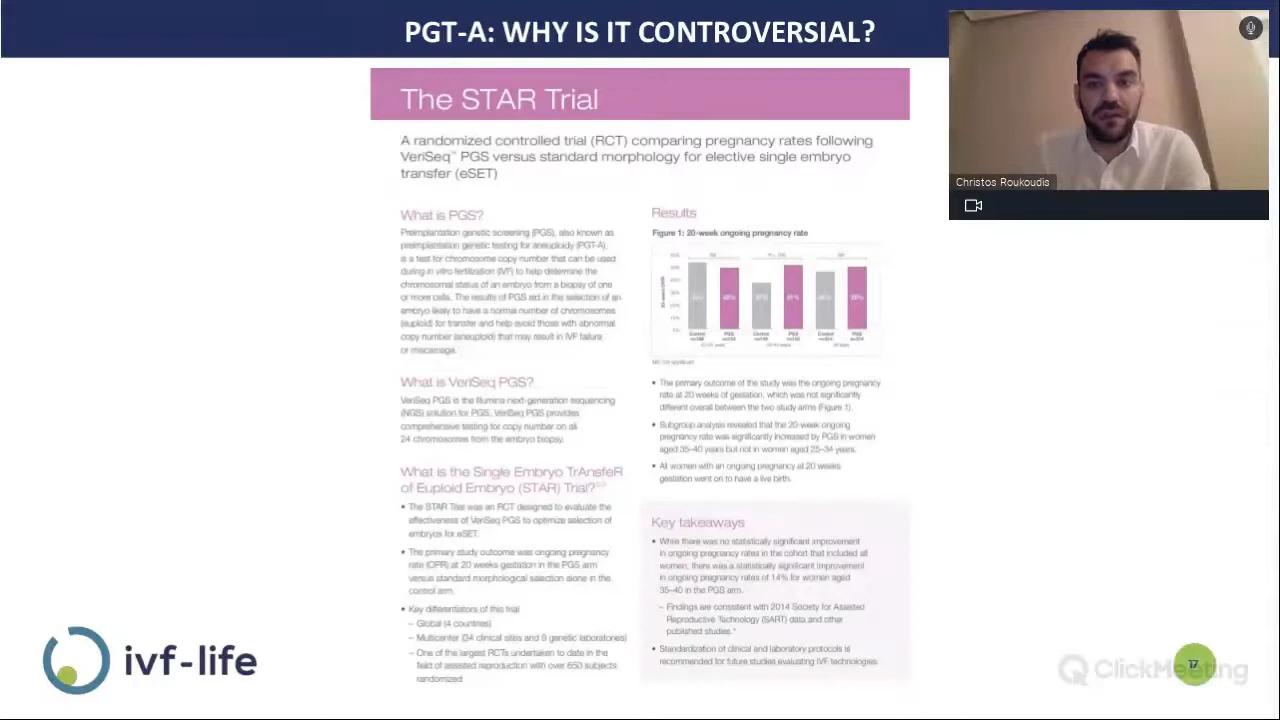 PGT-A: WHY IS IT CONTROVERSIAL?
The STAR Trial
A randomized controlled trial (RCT) comparing pregnancy rates following
VeriSeq™ PGS versus standard morphology for elective single embryo
transfer (eSET)
What is PGS?
Preimplantation genetic screening (PGS), also known as
preimplantation genetic testing for aneuploidy (PGT-A),
is a test for chromosome copy number that can be used
during in vitro fertilization (IVF) to help determine the
chromosomal status of an embryo from a biopsy of one
or more cells. The results of PGS aid in the selection of an
embryo likely to have a normal number of chromosomes
(euploid) for transfer and help avoid those with abnormal
copy number (aneuploid) that may result in IVF failure
or miscarriage.
What is VeriSeq PGS?
VeriSeq PGS is the Illumina next-generation sequencing
(NGS) solution for PGS. VeriSeq PGS provides
comprehensive testing for copy number on all
24 chromosomes from the embryo biopsy.
What is the Single Embryo TrAnsfeR
of Euploid Embryo (STAR) Trial?
• The STAR Trial was an RCT designed to evaluate the
effectiveness of VeriSeq PGS to optimize selection of
embryos for eSET.
• The primary study outcome was ongoing pregnancy
rate (OPR) at 20 weeks gestation in the PGS arm
versus standard morphological selection alone in the
control arm.
• Key differentiators of this trial
– Global (4 countries)
– Multicenter (34 clinical sites and 9 genetic laboratories)
– One of the largest RCTs undertaken to date in the
field of assisted reproduction with over 650 subjects
randomized
Results
Figure 1: 20-week ongoing pregnancy rate
Control
PGS
Control
PGS
Control
PGS
• The primary outcome of the study was the ongoing pregnancy
rate at 20 weeks of gestation, which was not significantly
different overall between the two study arms (Figure 1).
• Subgroup analysis revealed that the 20-week ongoing
pregnancy rate was significantly increased by PGS in women
aged 35–40 years but not in women aged 25–34 years.
• All women with an ongoing pregnancy at 20 weeks
gestation went on to have a live birth.
Key takeaways
• While there was no statistically significant improvement
in ongoing pregnancy rates in the cohort that included all
women, there was a statistically significant improvement
in ongoing pregnancy rates of 14% for women aged
35–40 in the PGS arm.
– Findings are consistent with 2014 Society for Assisted
Reproductive Technology (SART) data and other
published studies.
• Standardization of clinical and laboratory protocols is
recommended for future studies evaluating IVF technologies.
Christos Roukoudis
ivf-life
ClickMeeting
17